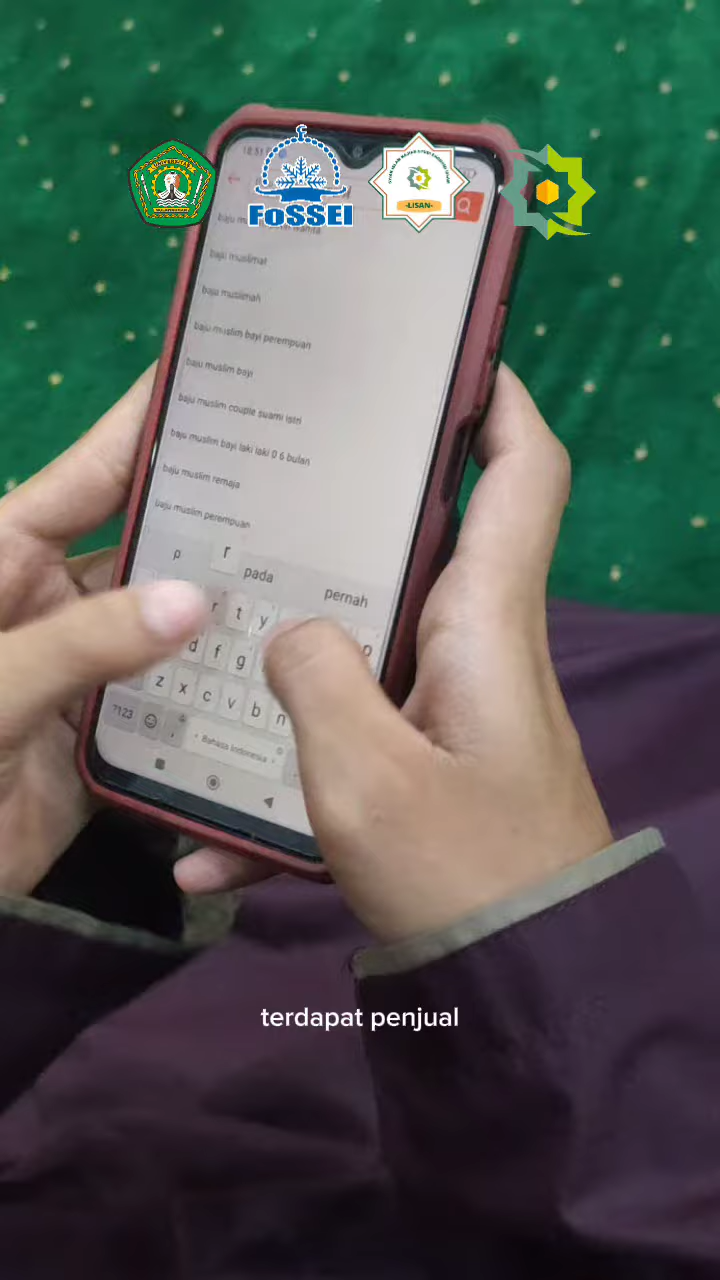 UNIVERSITAS
FoSSEI
-LISAN-
baju muslimat
baju muslimah
baju muslim bayi perempuan
baju muslim bayi
baju muslim couple suami istri
baju muslim bayi laki laki 0 6 bulan
baju muslim remaja
baju muslim perempuan
p r pada pernah
r t y p
d f g
z x c v b n
?123 , Bahasa Indonesia
terdapat penjual